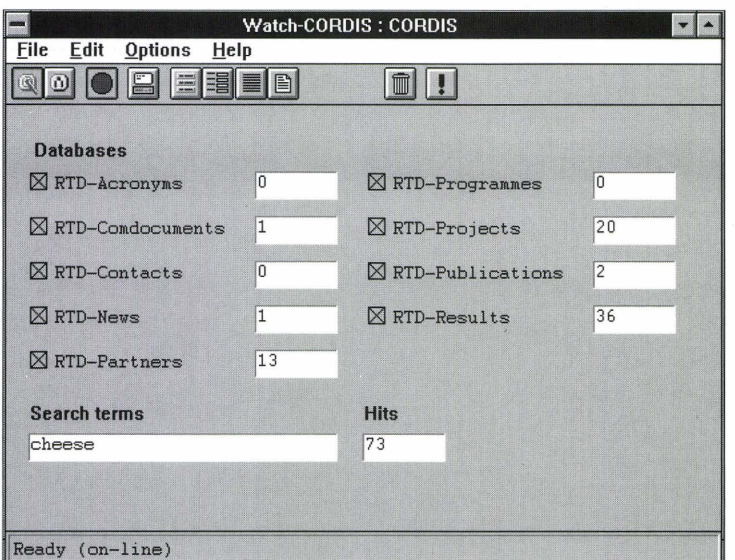 Watch-CORDIS : CORDIS
File Edit Options Help
Databases
RTD-Acronyms 0 RTD-Programmes 0
RTD-Comdocuments 1 RTD-Projects 20
RTD-Contacts 0 RTD-Publications 2
RTD-News 1 RTD-Results 36
RTD-Partners 13
Search terms Hits
cheese 73
Ready (on-line)